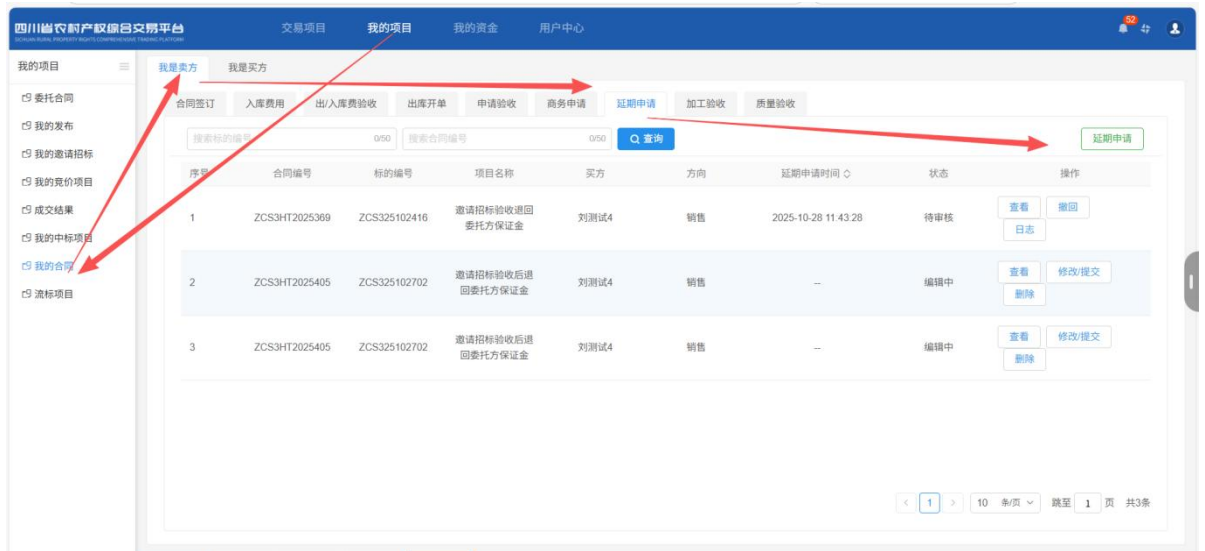 四川省农村产权综合交易平台 交易项目 我的项目 我的资金 用户中心 52
SICHUAN RURAL PROPERTY RIGHTS COMPREHENSIVE TRADING PLATFORM
我的项目 我是卖方 我是买方
委托合同
我的发布
我的邀请招标
我的竞价项目
成交结果
我的中标项目
我的合同
流标项目
合同签订 入库费用 出/入库费验收 出库开单 申请验收 商务申请 延期申请 加工验收 质量验收
搜索标的编号 0/50 搜索合同编号 0/50 查询 延期申请
序号 合同编号 标的编号 项目名称 买方 方向 延期申请时间 状态 操作
1 ZCS3HT2025369 ZCS325102416 邀请招标验收退回委托方保证金 刘测试4 销售 2025-10-28 11:43:28 待审核 查看 撤回
日志
2 ZCS3HT2025405 ZCS325102702 邀请招标验收后退回委托方保证金 刘测试4 销售 -- 编辑中 查看 修改/提交
删除
3 ZCS3HT2025405 ZCS325102702 邀请招标验收后退回委托方保证金 刘测试4 销售 -- 编辑中 查看 修改/提交
删除
< 1 > 10 条/页 跳至 1 页 共3条